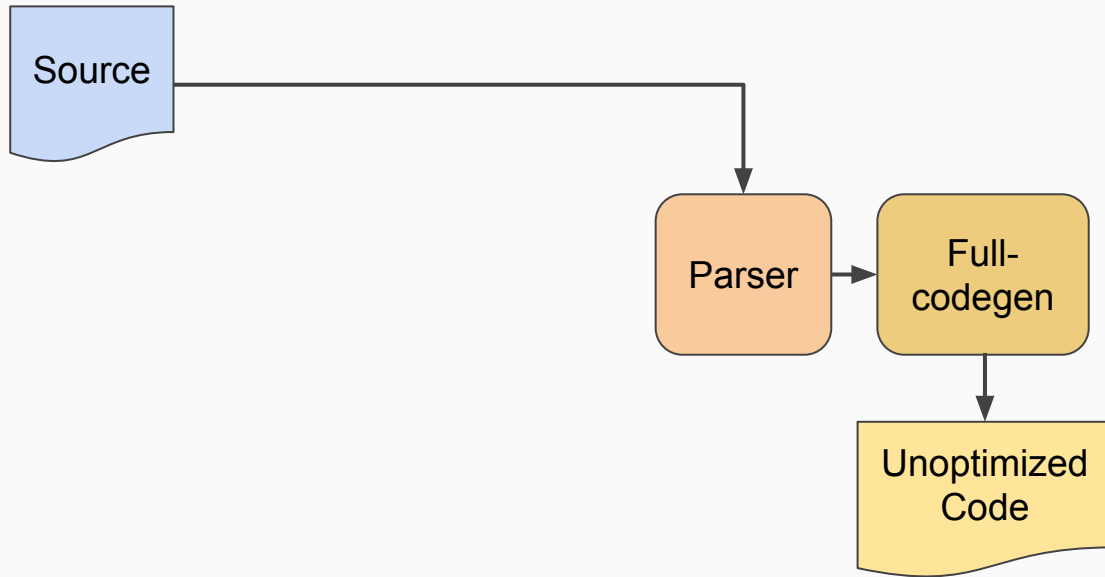 Source
Parser
Full-
codegen
Unoptimized
Code